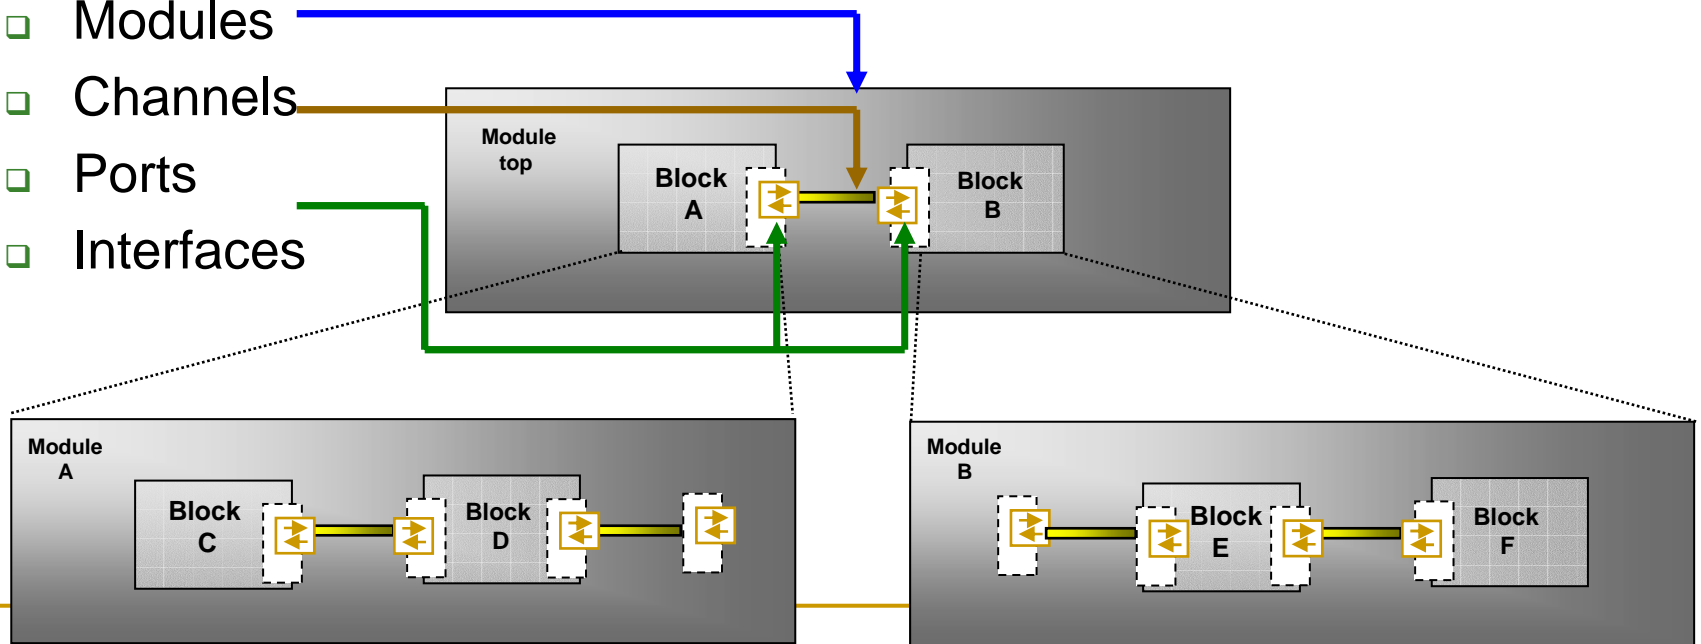 Modules
Channels
Ports
Interfaces
Module
top
Block
A
Block
B
Module
A
Block
C
Block
D
Module
B
Block
E
Block
F